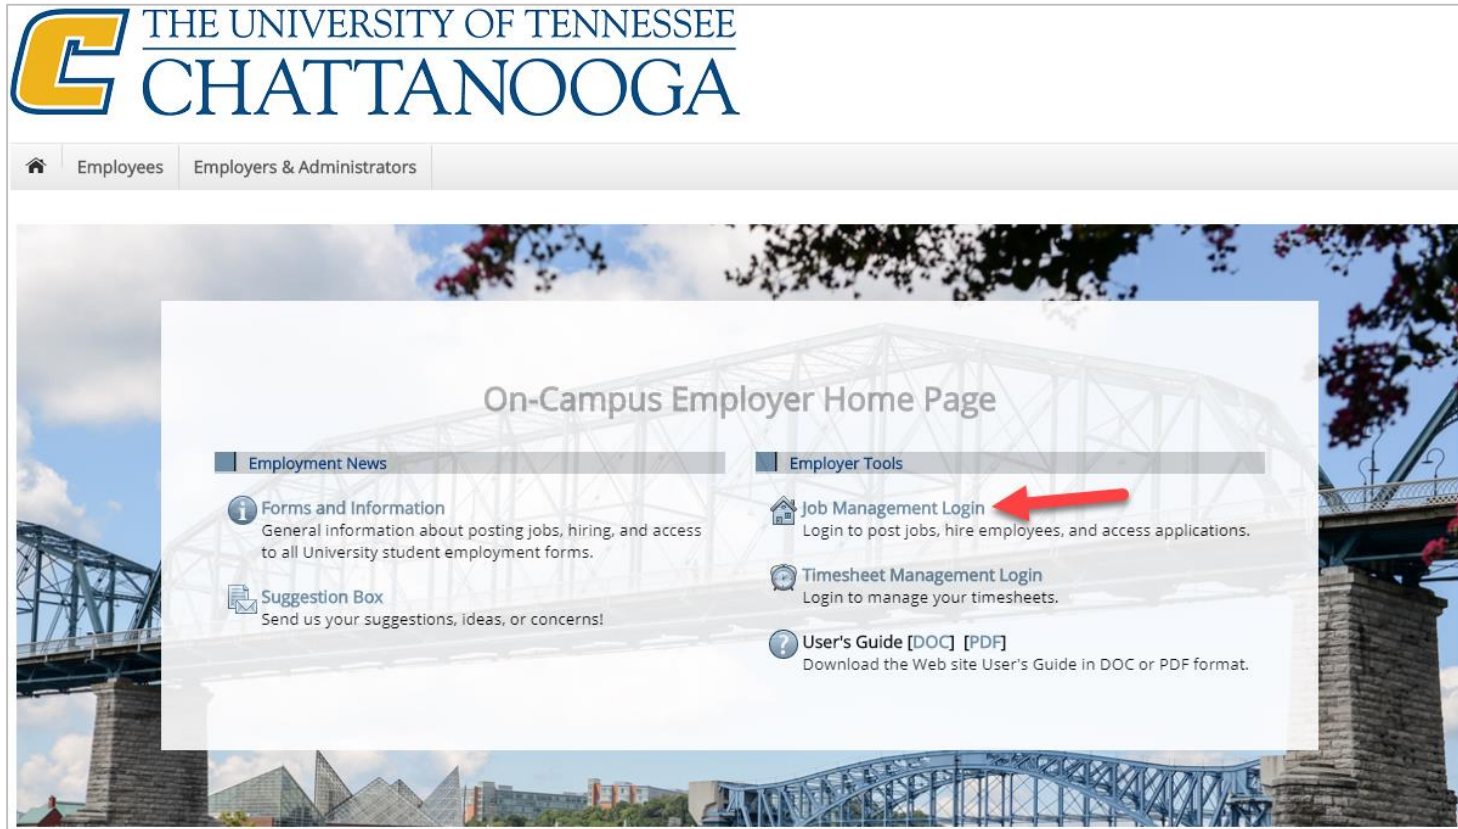 THE UNIVERSITY OF TENNESSEE
CHATTANOOGA
Employees
Employers & Administrators
On-Campus Employer Home Page
Employment News
Forms and Information
General information about posting jobs, hiring, and access
to all University student employment forms.
Suggestion Box
Send us your suggestions, ideas, or concerns!
Employer Tools
Job Management Login
Login to post jobs, hire employees, and access applications.
Timesheet Management Login
Login to manage your timesheets.
User's Guide [DOC] [PDF]
Download the Web site User's Guide in DOC or PDF format.